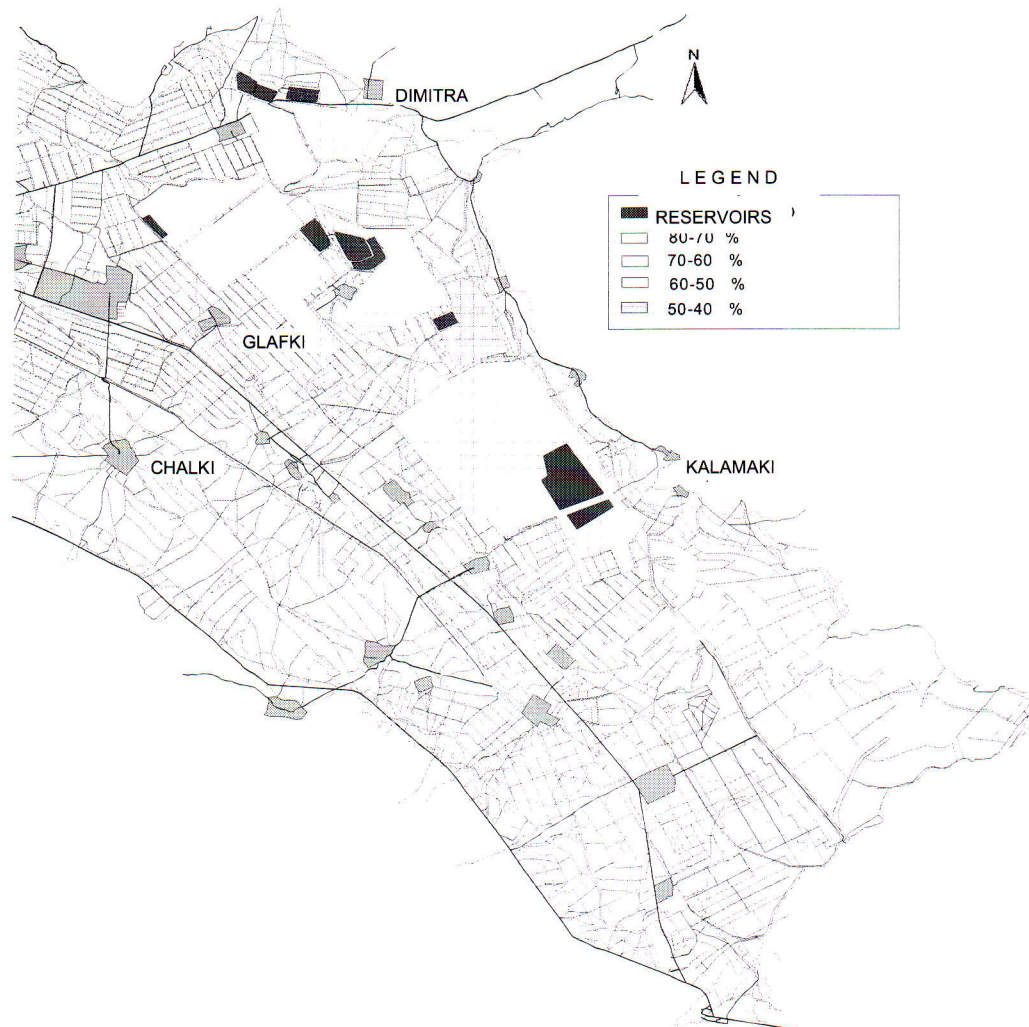 DIMITRA
N
LEGEND
RESERVOIRS
80-70 %
70-60 %
60-50 %
50-40 %
GLAFKI
CHALKI
KALAMAKI